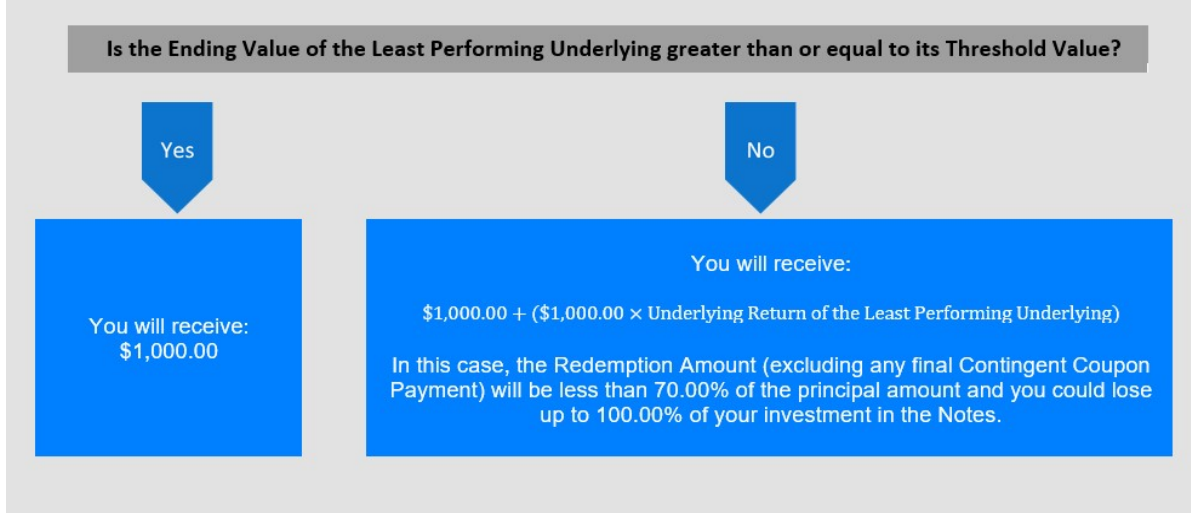 Is the Ending Value of the Least Performing Underlying greater than or equal to its Threshold Value?
Yes
No
You will receive:
$1,000.00
You will receive:
$1,000.00 + ($1,000.00 × Underlying Return of the Least Performing Underlying)
In this case, the Redemption Amount (excluding any final Contingent Coupon
Payment) will be less than 70.00% of the principal amount and you could lose
up to 100.00% of your investment in the Notes.